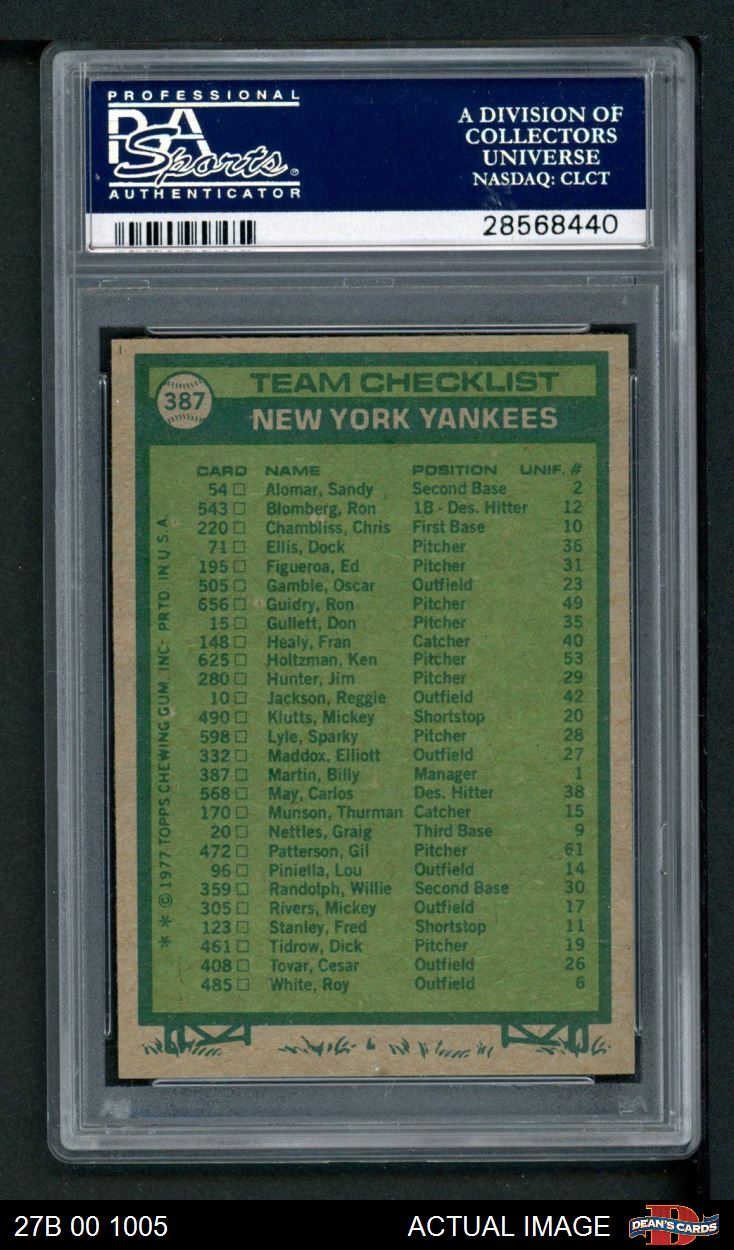 PROFESSIONAL
PSA
Sports®
AUTHENTICATOR
A DIVISION OF
COLLECTORS
UNIVERSE
NASDAQ: CLCT
28568440
387
TEAM CHECKLIST
NEW YORK YANKEES
CARD NAME POSITION UNIF. #
54 □ Alomar, Sandy Second Base 2
543 □ Blomberg, Ron 1B - Des. Hitter 12
220 □ Chambliss, Chris First Base 10
71 □ Ellis, Dock Pitcher 36
195 □ Figueroa, Ed Pitcher 31
505 □ Gamble, Oscar Outfield 23
656 □ Guidry, Ron Pitcher 49
15 □ Gullett, Don Pitcher 35
148 □ Healy, Fran Catcher 40
625 □ Holtzman, Ken Pitcher 53
280 □ Hunter, Jim Pitcher 29
10 □ Jackson, Reggie Outfield 42
490 □ Klutts, Mickey Shortstop 20
598 □ Lyle, Sparky Pitcher 28
332 □ Maddox, Elliott Outfield 27
387 □ Martin, Billy Manager 1
568 □ May, Carlos Des. Hitter 38
170 □ Munson, Thurman Catcher 15
20 □ Nettles, Graig Third Base 9
472 □ Patterson, Gil Pitcher 61
96 □ Piniella, Lou Outfield 14
359 □ Randolph, Willie Second Base 30
305 □ Rivers, Mickey Outfield 17
123 □ Stanley, Fred Shortstop 11
461 □ Tidrow, Dick Pitcher 19
408 □ Tovar, Cesar Outfield 26
485 □ White, Roy Outfield 6
* * © 1977 TOPPS CHEWING GUM, INC· PRTD. IN U.S.A.
27B 00 1005
ACTUAL IMAGE
DEAN'S CARDS